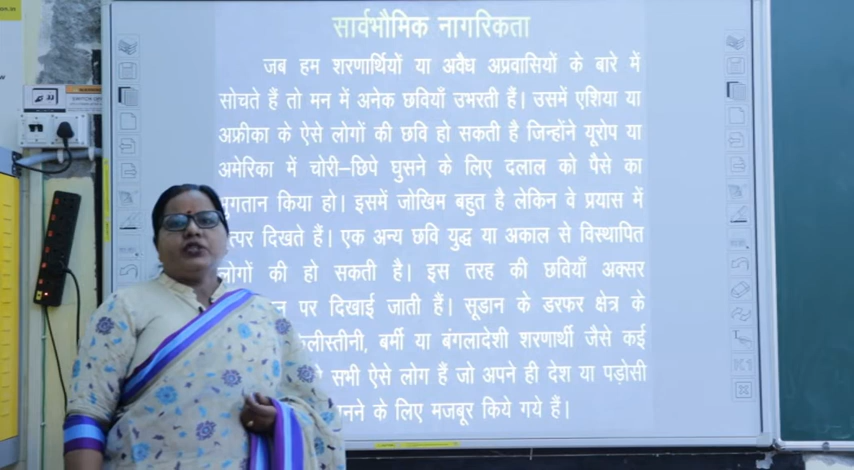 सार्वभौमिक नागरिकता
जब हम शरणार्थियों या अवैध अप्रवासियों के बारे में
सोचते हैं तो मन में अनेक छवियाँ उभरती हैं। उसमें एशिया या
अफ्रीका के ऐसे लोगों की छवि हो सकती है जिन्होंने यूरोप या
अमेरिका में चोरी–छिपे घुसने के लिए दलाल को पैसे का
भुगतान किया हो। इसमें जोखिम बहुत है लेकिन वे प्रयास में
तत्पर दिखते हैं। एक अन्य छवि युद्ध या अकाल से विस्थापित
लोगों की हो सकती है। इस तरह की छवियाँ अक्सर
पर दिखाई जाती हैं। सूडान के डरफर क्षेत्र के
बर्मी या बंगलादेशी शरणार्थी जैसे कई
सभी ऐसे लोग हैं जो अपने ही देश या पड़ोसी
के लिए मजबूर किये गये हैं।